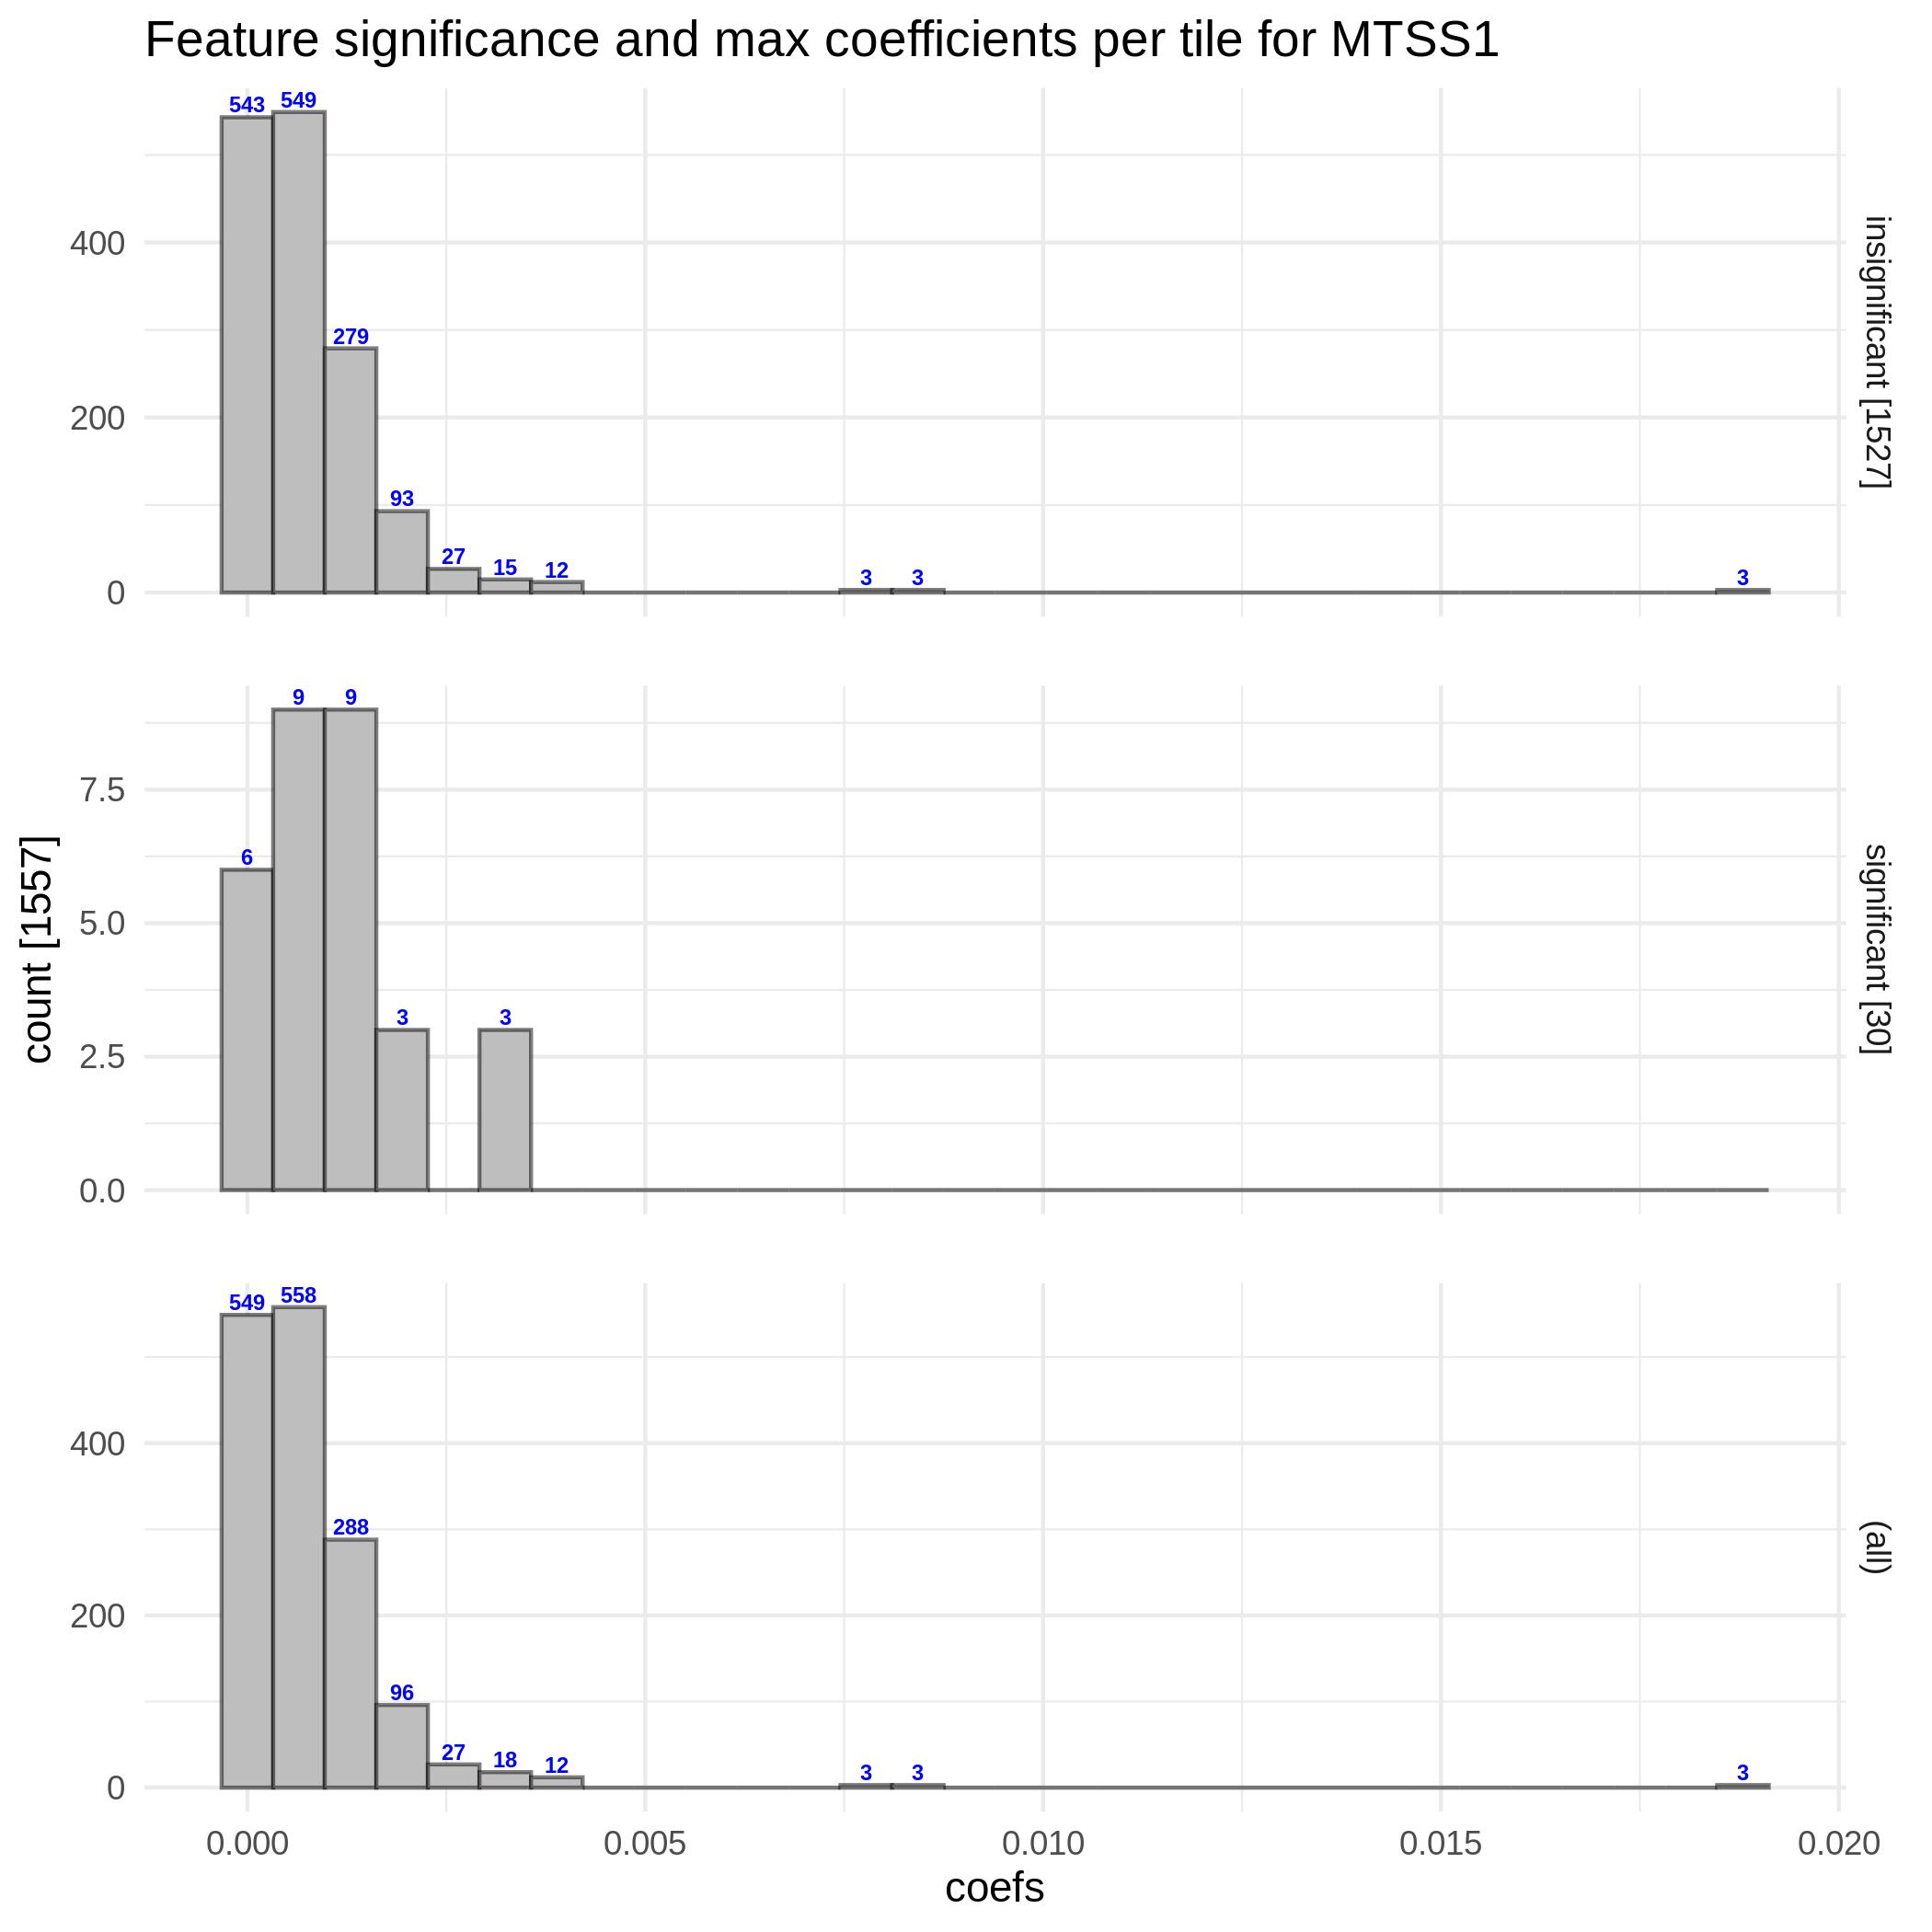 Feature significance and max coefficients per tile for MTSS1
543 549 279 93 27 15 12 3 3 3
400
200
0
insignificant [1527]
9 9 6 3 3
7.5
5.0
2.5
0.0
significant [30]
count [1557]
549 558 288 96 27 18 12 3 3 3
400
200
0
(all)
0.000 0.005 0.010 0.015 0.020
coefs